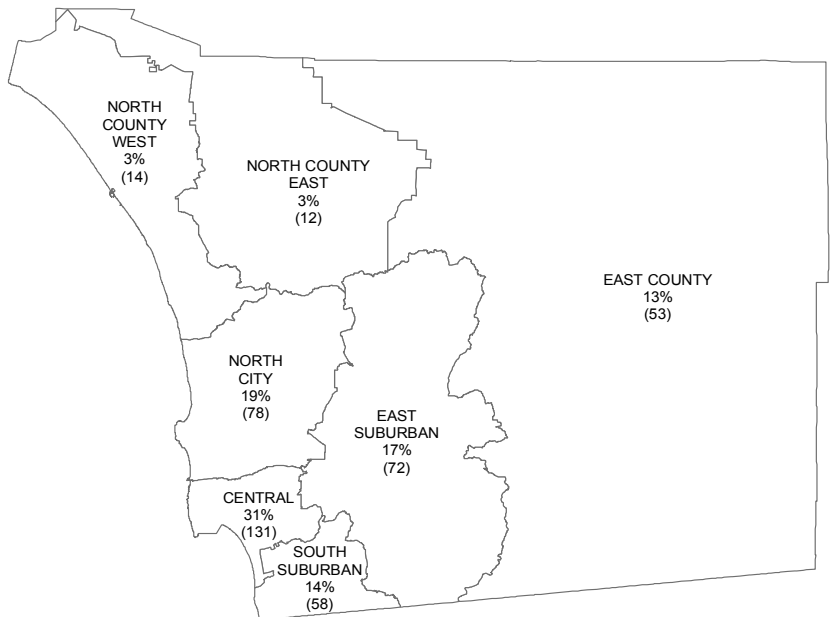 NORTH
COUNTY
WEST
3%
(14)
NORTH COUNTY
EAST
3%
(12)
EAST COUNTY
13%
(53)
NORTH
CITY
19%
(78)
EAST
SUBURBAN
17%
(72)
CENTRAL
31%
(131)
SOUTH
SUBURBAN
14%
(58)